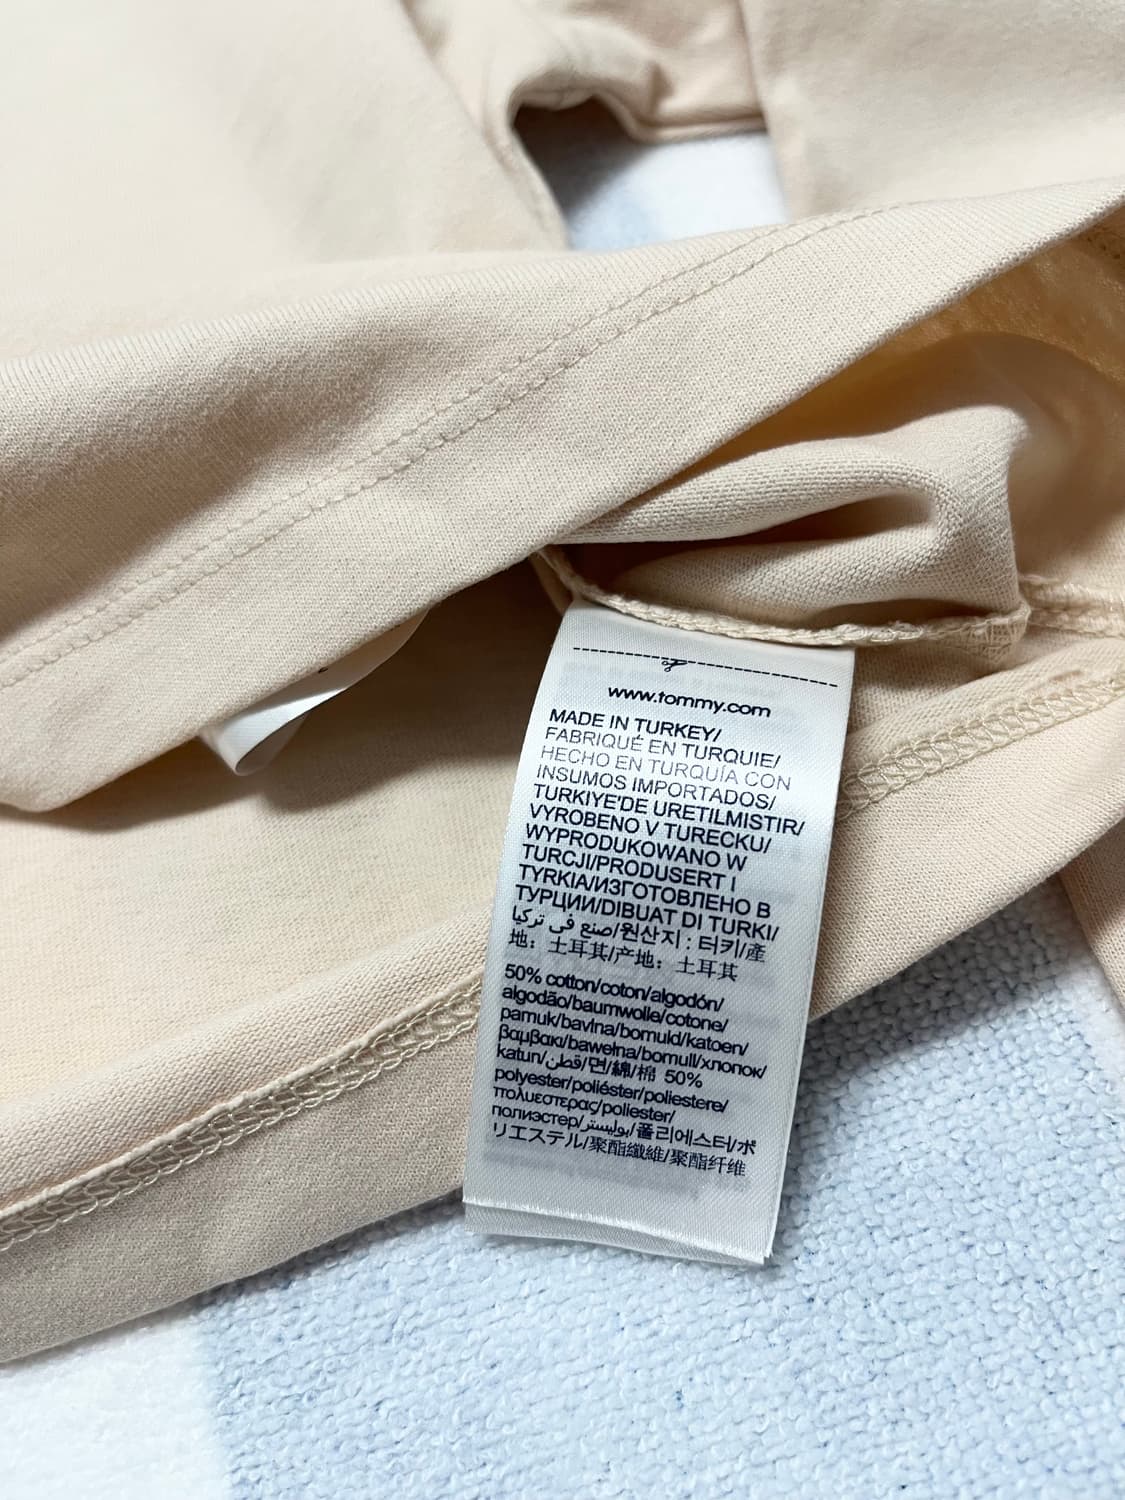 www.tommy.com
MADE IN TURKEY/
FABRIQUÉ EN TURQUIE/
HECHO EN TURQUÍA CON
INSUMOS IMPORTADOS/
TURKIYE'DE URETILMISTIR/
VYROBENO V TURECKU/
WYPRODUKOWANO W
TURCJI/PRODUSERT I
TYRKIA/ИЗГОТОВЛЕНО В
ТУРЦИИ/DIBUAT DI TURKI/
صنع في تركيا/원산지 : 터키/產
地：土耳其/产地：土耳其
50% cotton/coton/algodón/
algodão/baumwolle/cotone/
pamuk/bavlna/bomuld/katoen/
βαμβακι/bawełna/bomull/хлопок/
katun/قطن/면/綿/棉 50%
polyester/poliéster/poliestere/
πολυεστερας/poliester/
полиэстер/بوليستر/폴리에스터/ポ
リエステル/聚酯纖維/聚酯纤维